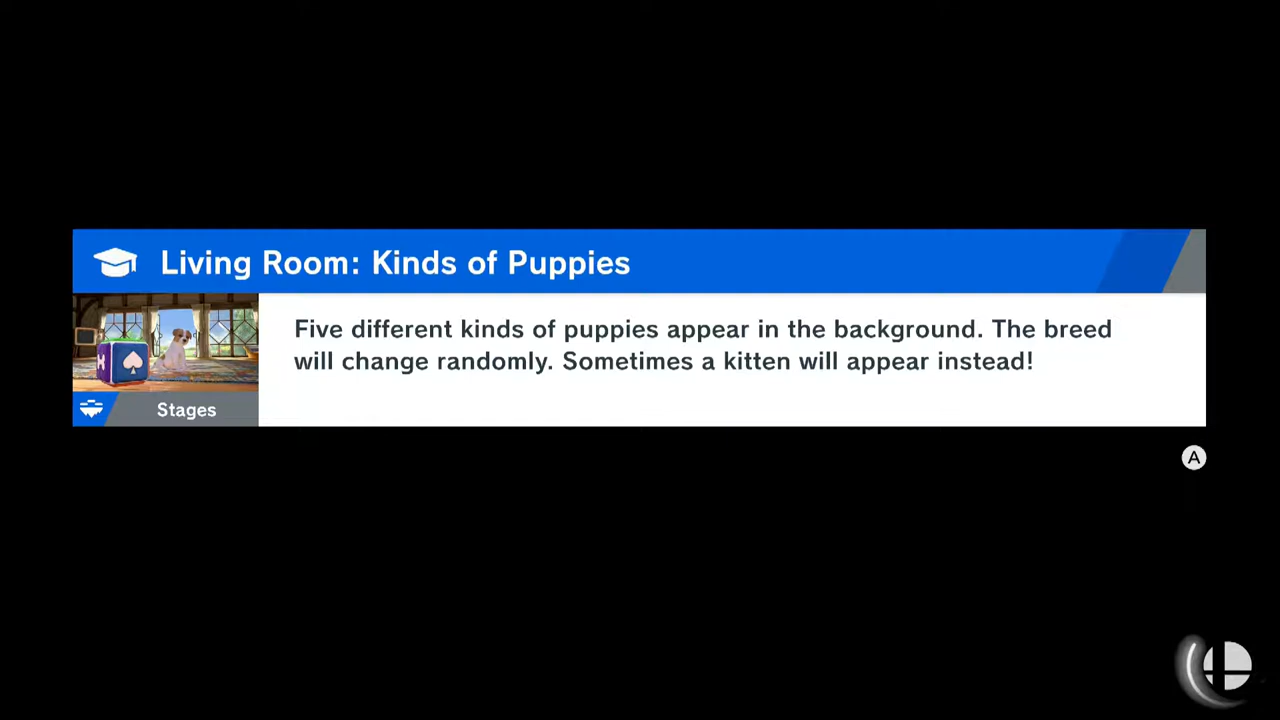 Living Room: Kinds of Puppies
Five different kinds of puppies appear in the background. The breed
will change randomly. Sometimes a kitten will appear instead!
Stages
A